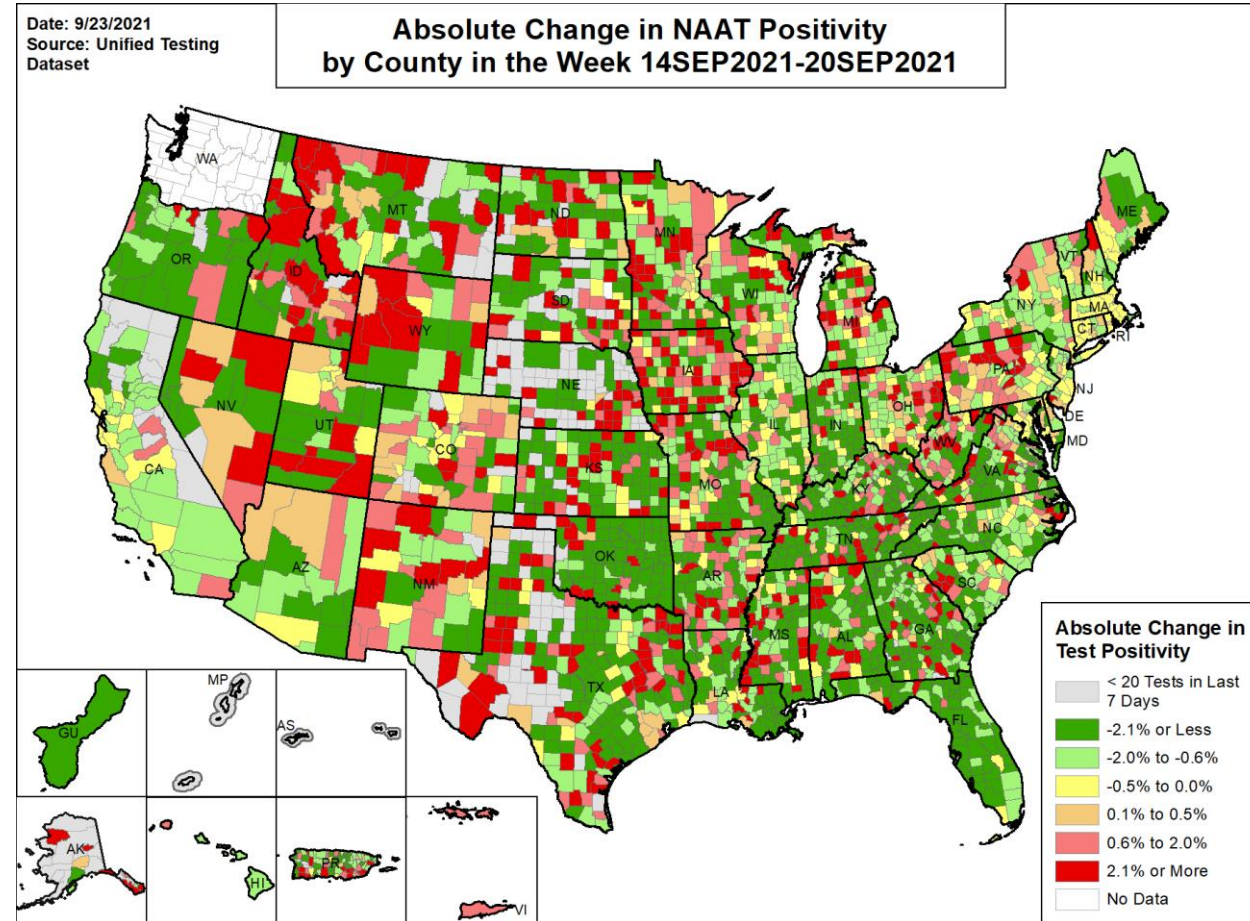 Date: 9/23/2021
Source: Unified Testing
Dataset
Absolute Change in NAAT Positivity
by County in the Week 14SEP2021-20SEP2021
WA
MT
ND
MN
ME
OR
ID
SD
WI
VT
NH
NY
MA
CT
RI
WY
MI
IA
PA
NJ
NE
NV
UT
OH
IL
IN
DE
MD
CO
WV
CA
KS
MO
VA
KY
NC
TN
AZ
NM
OK
AR
SC
MS
AL
GA
TX
LA
FL
MP
AS
GU
AK
HI
PR
VI
Absolute Change in
Test Positivity
< 20 Tests in Last
7 Days
-2.1% or Less
-2.0% to -0.6%
-0.5% to 0.0%
0.1% to 0.5%
0.6% to 2.0%
2.1% or More
No Data